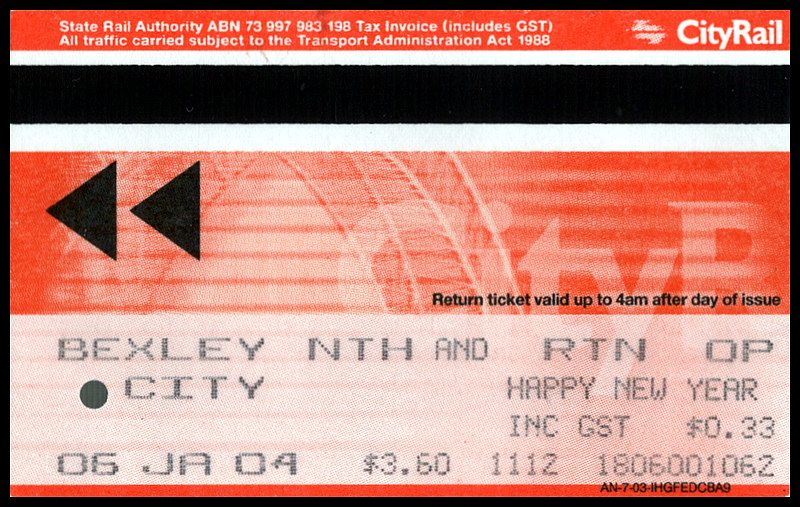 State Rail Authority ABN 73 997 983 198 Tax Invoice (includes GST)
All traffic carried subject to the Transport Administration Act 1988
CityRail
CityR
Return ticket valid up to 4am after day of issue
BEXLEY NTH AND RTN OP
CITY HAPPY NEW YEAR
INC GST $0.33
06 JA 04 $3.60 1112 1806001062
AN-7-03-IHGFEDCBA9